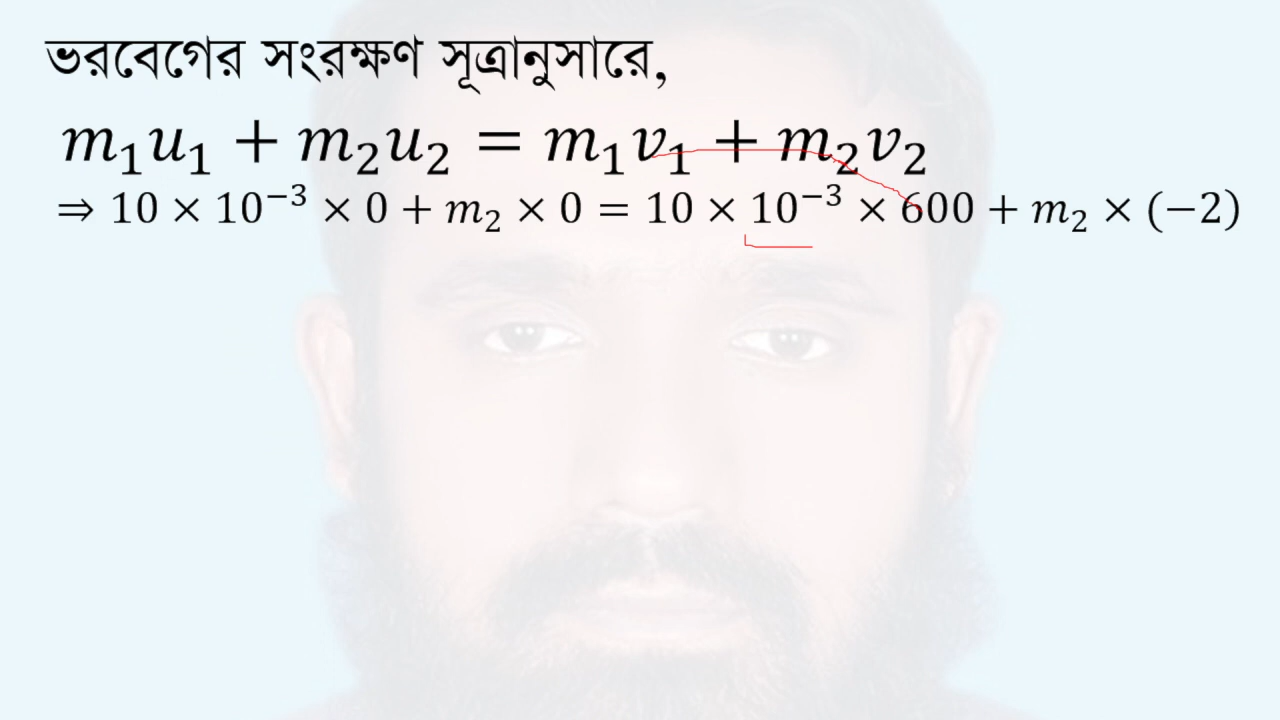 ভরবেগের সংরক্ষণ সূত্রানুসারে,
m₁u₁ + m₂u₂ = m₁v₁ + m₂v₂
⇒ 10 × 10⁻³ × 0 + m₂ × 0 = 10 × 10⁻³ × 600 + m₂ × (−2)